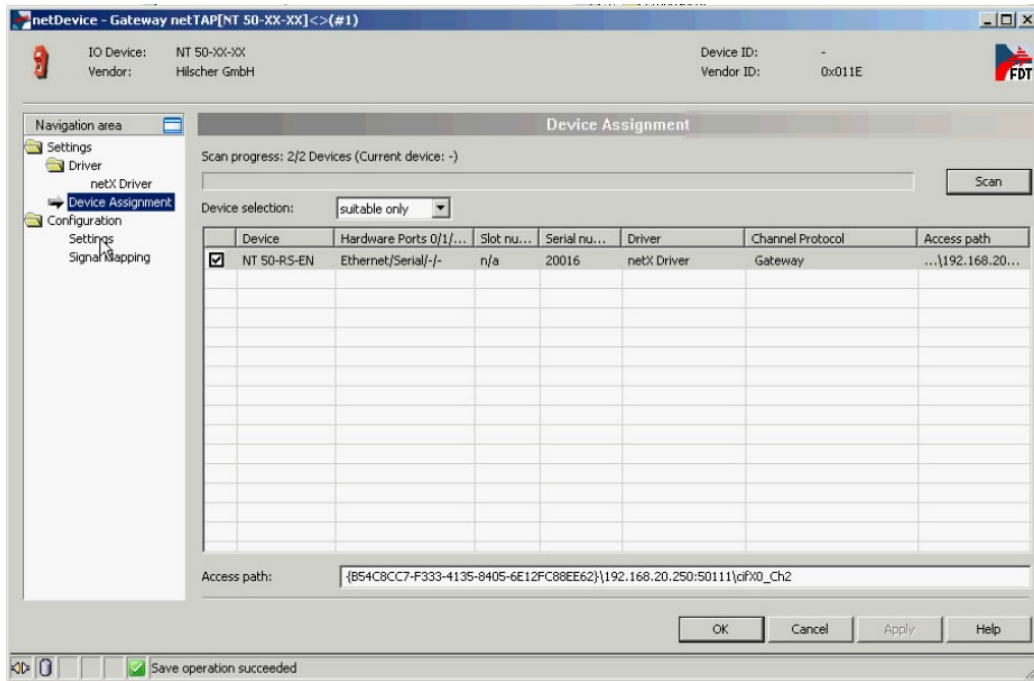 netDevice - Gateway netTAP[NT 50-XX-XX]<>(#1)
IO Device: NT 50-XX-XX Device ID: -
Vendor: Hilscher GmbH Vendor ID: 0x011E
FDT
Navigation area
Settings
Driver
netX Driver
Device Assignment
Configuration
Settings
Signal Mapping
Device Assignment
Scan progress: 2/2 Devices (Current device: -)
Scan
Device selection: suitable only
Device Hardware Ports 0/1/... Slot nu... Serial nu... Driver Channel Protocol Access path
NT 50-RS-EN Ethernet/Serial/-/- n/a 20016 netX Driver Gateway ...\192.168.20...
Access path: {B54C8CC7-F333-4135-8405-6E12FC88EE62}\192.168.20.250:50111\cifX0_Ch2
OK Cancel Apply Help
Save operation succeeded